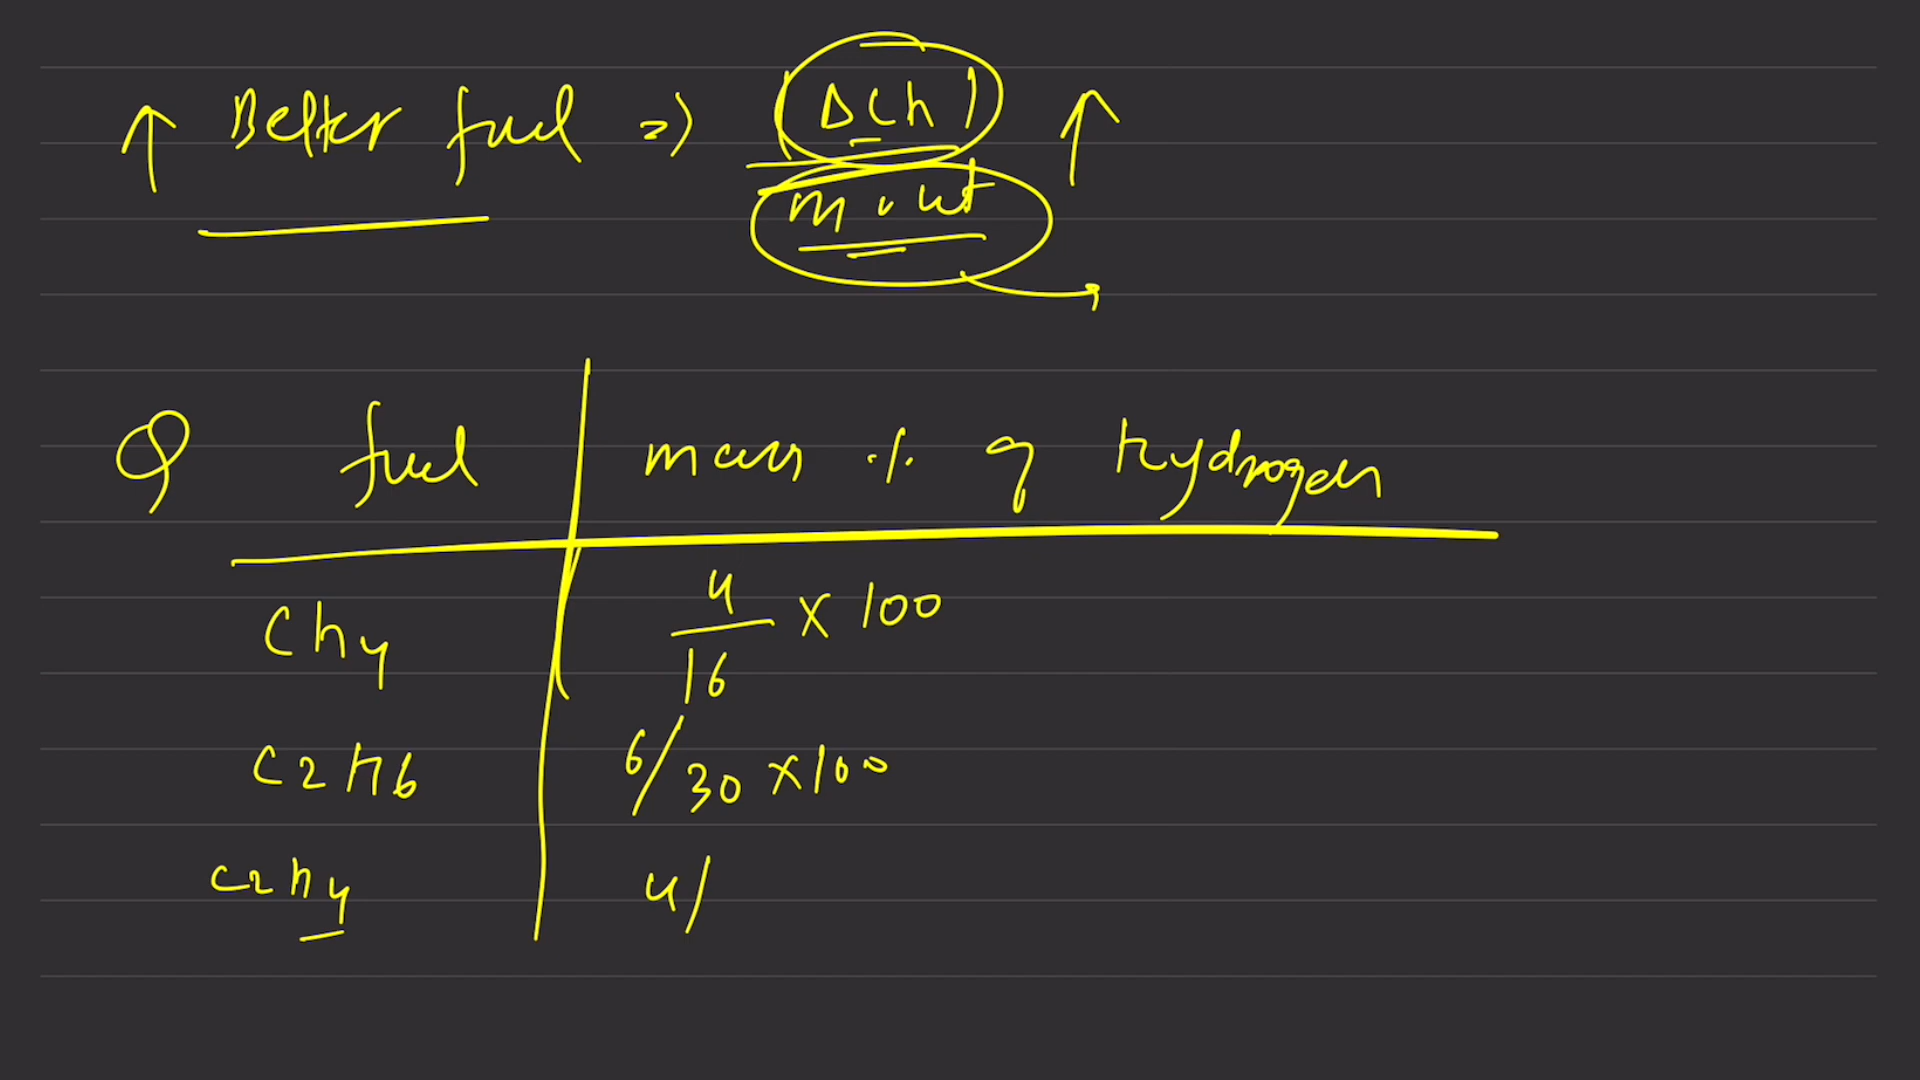 ↑ Better fuel => |ΔcH| / m.wt ↑
Q fuel | mass % of Hydrogen
CH4 | 4/16 × 100
C2H6 | 6/30 × 100
C2H4 | 4/